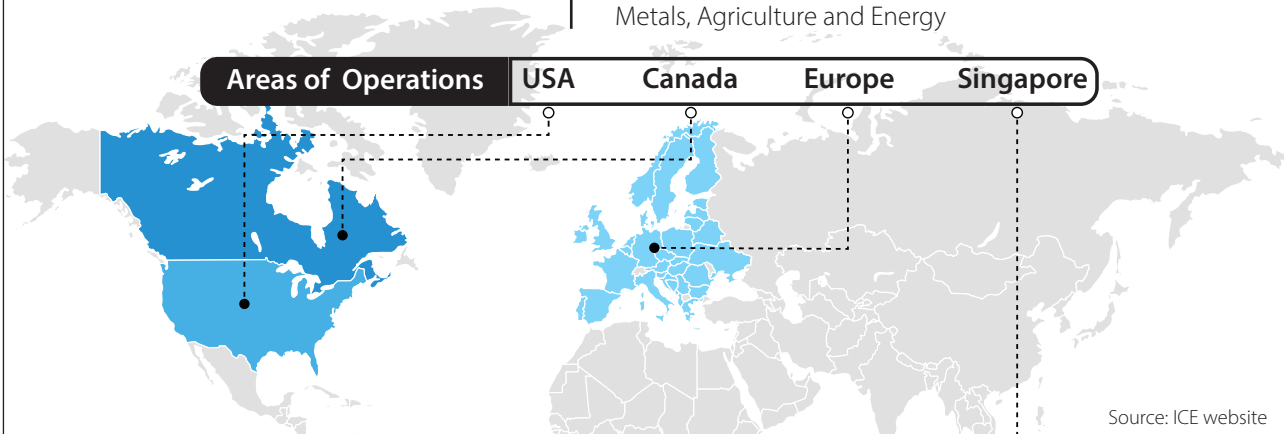 Metals, Agriculture and Energy
Areas of Operations USA Canada Europe Singapore
Source: ICE website